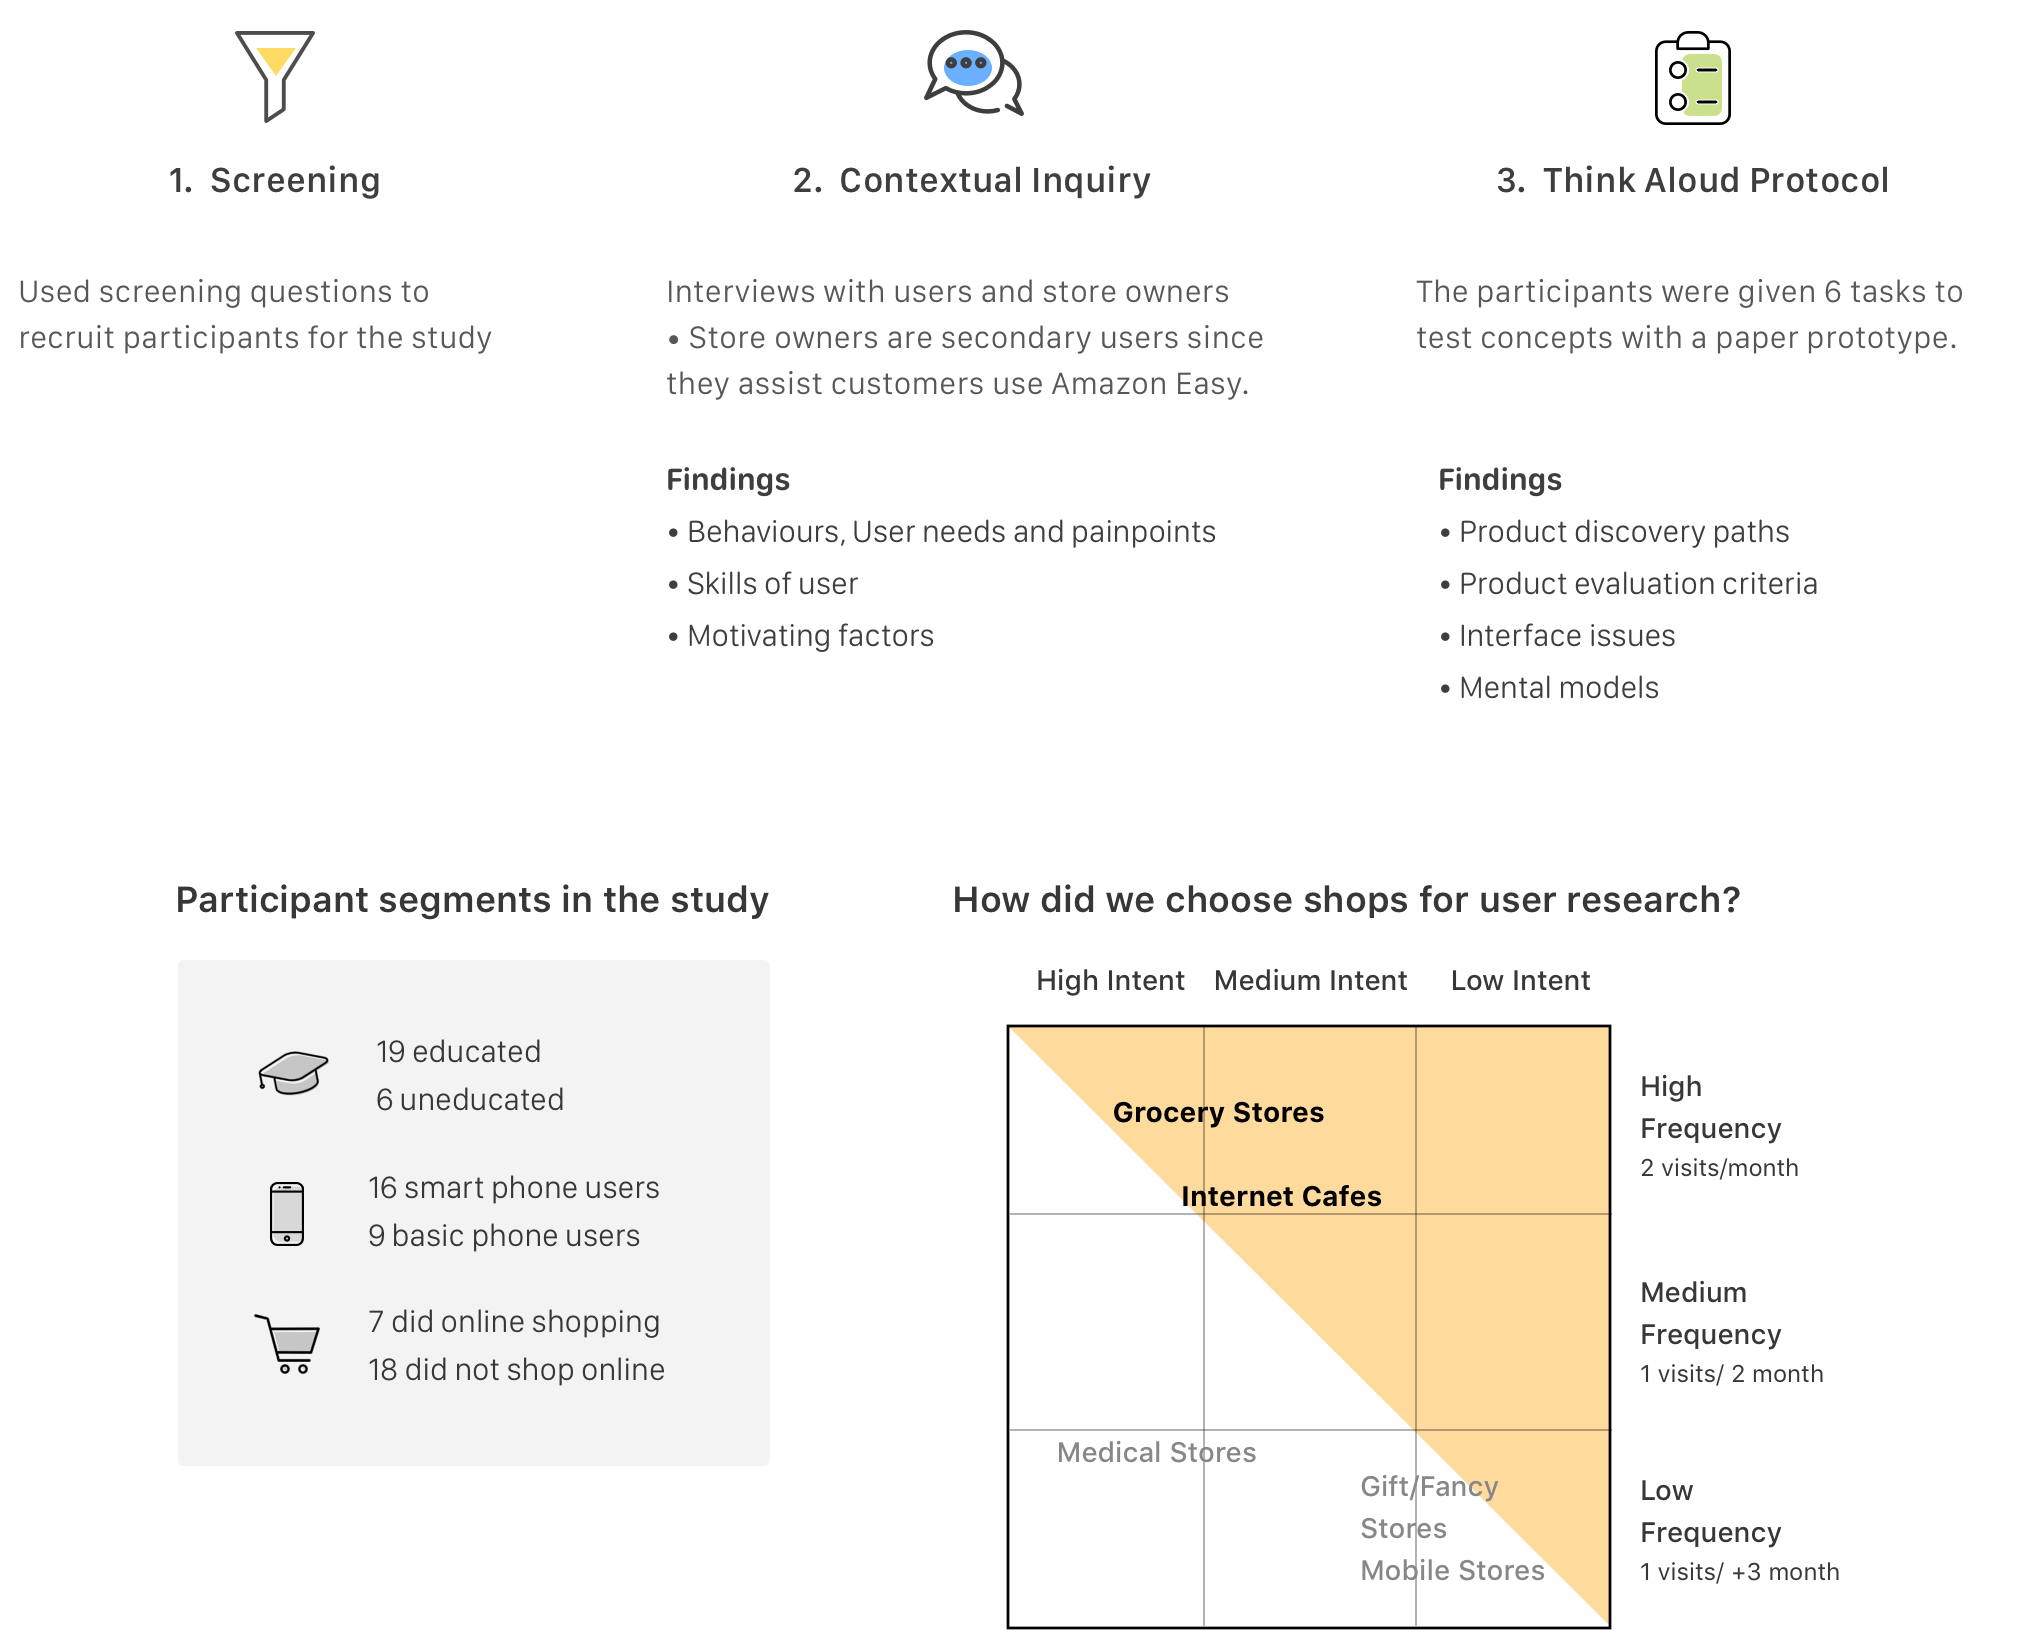 1. Screening
Used screening questions to
recruit participants for the study
2. Contextual Inquiry
Interviews with users and store owners
• Store owners are secondary users since
they assist customers use Amazon Easy.
Findings
• Behaviours, User needs and painpoints
• Skills of user
• Motivating factors
3. Think Aloud Protocol
The participants were given 6 tasks to
test concepts with a paper prototype.
Findings
• Product discovery paths
• Product evaluation criteria
• Interface issues
• Mental models
Participant segments in the study
19 educated
6 uneducated
16 smart phone users
9 basic phone users
7 did online shopping
18 did not shop online
How did we choose shops for user research?
High Intent Medium Intent Low Intent
Grocery Stores
Internet Cafes
Medical Stores
Gift/Fancy
Stores
Mobile Stores
High
Frequency
2 visits/month
Medium
Frequency
1 visits/ 2 month
Low
Frequency
1 visits/ +3 month